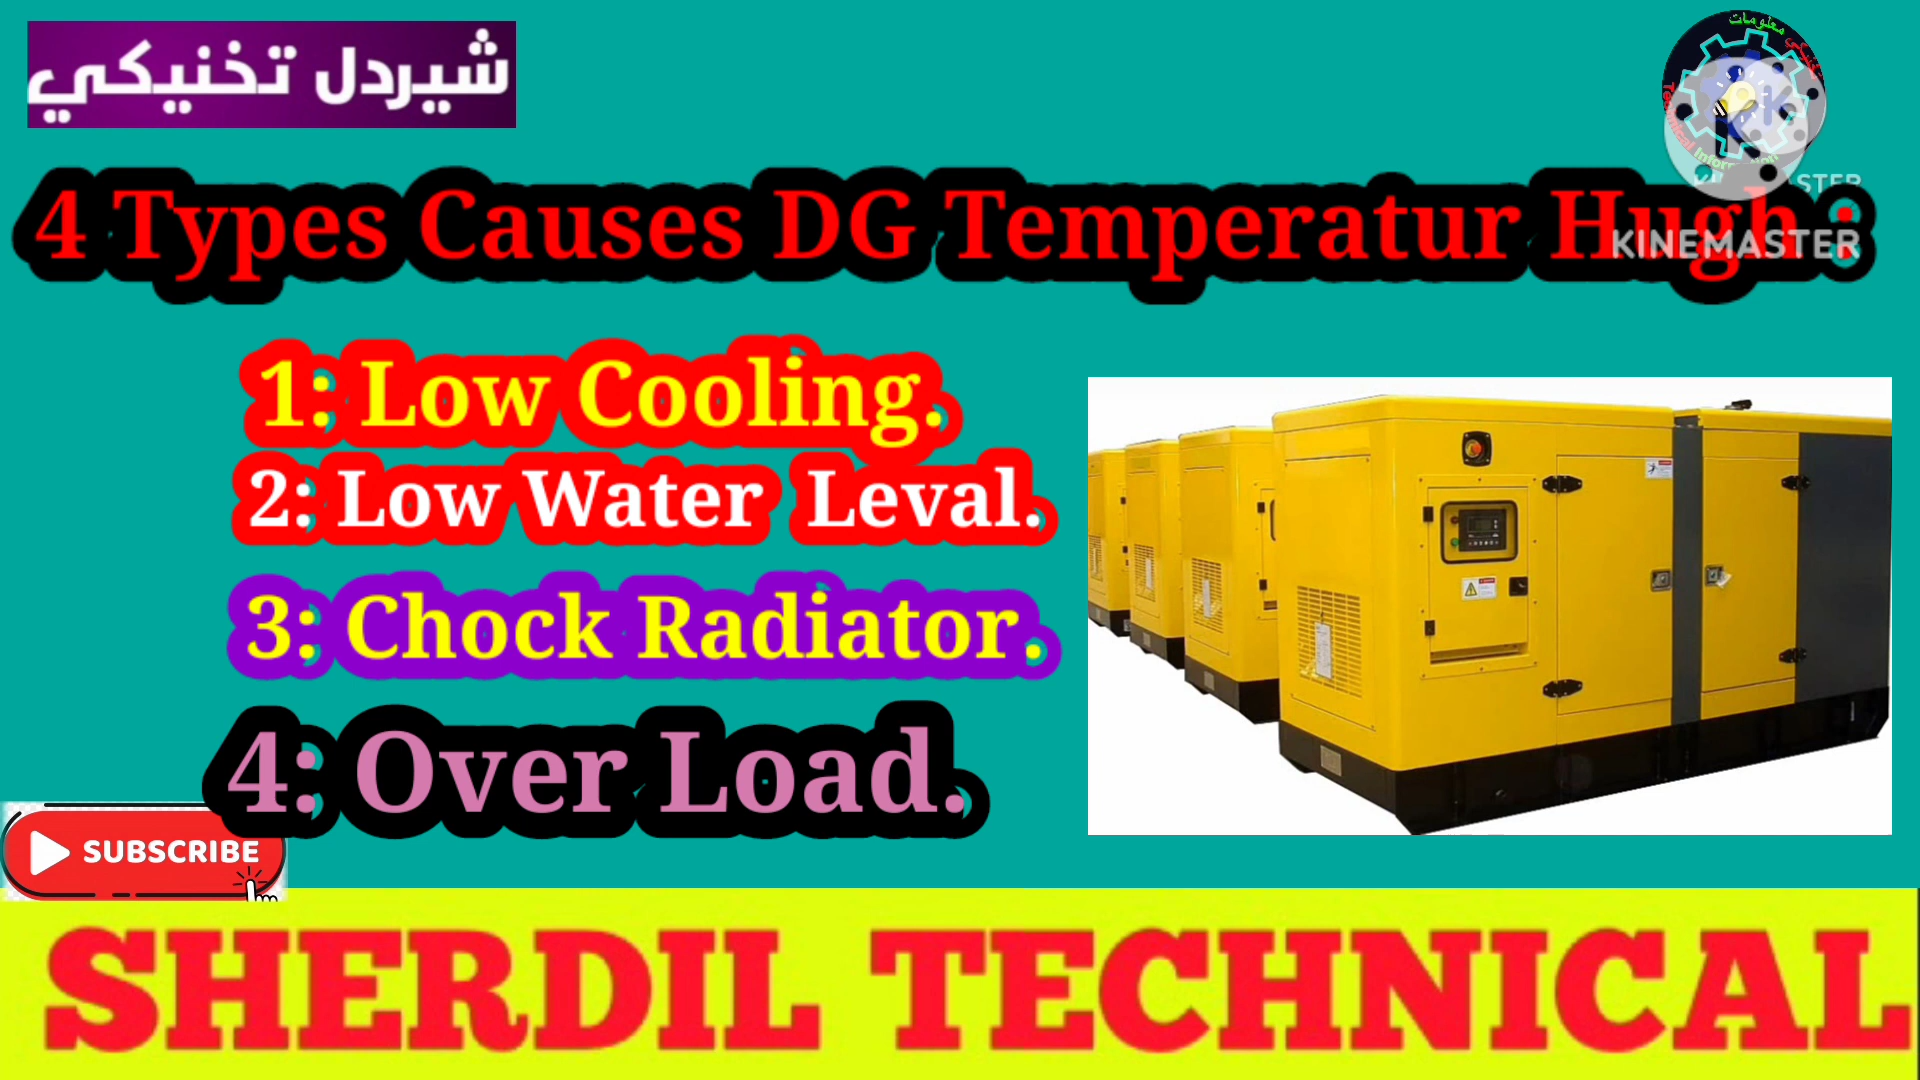 شيردل تخنيكي
معلومات
4 Types Causes DG Temperatur Hugh :
KINEMASTER
1: Low Cooling.
2: Low Water Leval.
3: Chock Radiator.
4: Over Load.
SUBSCRIBE
SHERDIL TECHNICAL